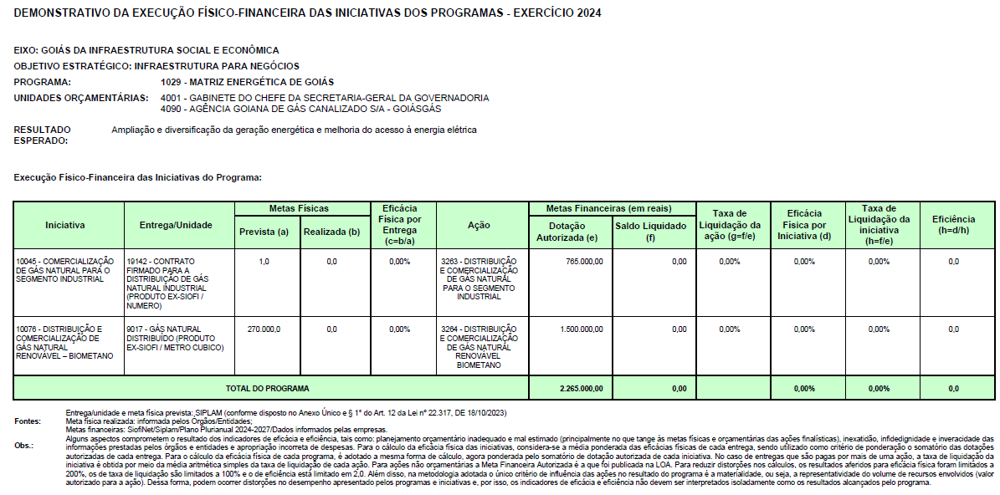 DEMONSTRATIVO DA EXECUÇÃO FÍSICO-FINANCEIRA DAS INICIATIVAS DOS PROGRAMAS - EXERCÍCIO 2024
EIXO: GOIÁS DA INFRAESTRUTURA SOCIAL E ECONÔMICA
OBJETIVO ESTRATÉGICO: INFRAESTRUTURA PARA NEGÓCIOS
PROGRAMA: 1029 - MATRIZ ENERGÉTICA DE GOIÁS
UNIDADES ORÇAMENTÁRIAS: 4001 - GABINETE DO CHEFE DA SECRETARIA-GERAL DA GOVERNADORIA
4090 - AGÊNCIA GOIANA DE GÁS CANALIZADO S/A - GOIÁSGÁS
RESULTADO Ampliação e diversificação da geração energética e melhoria do acesso à energia elétrica
ESPERADO:
Execução Físico-Financeira das Iniciativas do Programa:
Iniciativa
Entrega/Unidade
Metas Físicas
Prevista (a)
Realizada (b)
Eficácia
Física por
Entrega
(c=b/a)
Ação
Metas Financeiras (em reais)
Dotação
Autorizada (e)
Saldo Liquidado
(f)
Taxa de
Liquidação da
ação (g=f/e)
Eficácia
Física por
Iniciativa (d)
Taxa de
Liquidação da
iniciativa
(h=f/e)
Eficiência
(h=d/h)
10045 - COMERCIALIZAÇÃO
DE GÁS NATURAL PARA O
SEGMENTO INDUSTRIAL
19142 - CONTRATO
FIRMADO PARA A
DISTRIBUIÇÃO DE GÁS
NATURAL INDUSTRIAL
(PRODUTO EX-SIOFI /
NUMERO)
1,0
0,0
0,00%
3263 - DISTRIBUIÇÃO
E COMERCIALIZAÇÃO
DE GÁS NATURAL
PARA O SEGMENTO
INDUSTRIAL
765.000,00
0,00
0,00%
0,00%
0,00%
0,0
10076 - DISTRIBUIÇÃO E
COMERCIALIZAÇÃO DE
GÁS NATURAL
RENOVÁVEL – BIOMETANO
9017 - GÁS NATURAL
DISTRIBUÍDO (PRODUTO
EX-SIOFI / METRO CUBICO)
270.000,0
0,0
0,00%
3264 - DISTRIBUIÇÃO
E COMERCIALIZAÇÃO
DE GÁS NATURAL
RENOVÁVEL
BIOMETANO
1.500.000,00
0,00
0,00%
0,00%
0,00%
0,0
TOTAL DO PROGRAMA
2.265.000,00
0,00
0,00%
0,00%
0,0
Entrega/unidade e meta física prevista: SIPLAM (conforme disposto no Anexo Único e § 1° do Art. 12 da Lei nº 22.317, DE 18/10/2023)
Fontes: Meta física realizada: informada pelos Órgãos/Entidades;
Metas financeiras: SiofiNet/Siplam/Plano Plurianual 2024-2027/Dados informados pelas empresas.
Obs.: Alguns aspectos comprometem o resultado dos indicadores de eficácia e eficiência, tais como: planejamento orçamentário inadequado e mal estimado (principalmente no que tange às metas físicas e orçamentárias das ações finalísticas), inexatidão, infidedignidade e inveracidade das
informações prestadas pelos órgãos e entidades e apropriação incorreta de despesas. Para o cálculo da eficácia física das iniciativas, considera-se a média ponderada das eficácias físicas de cada entrega, sendo utilizado como critério de ponderação o somatório das dotações
autorizadas de cada entrega. Para o cálculo da eficácia física de cada programa, é adotado a mesma forma de cálculo, agora ponderada pelo somatório de dotação autorizada de cada iniciativa. No caso de entregas que são pagas por mais de uma ação, a taxa de liquidação da
iniciativa é obtida por meio da média aritmética simples da taxa de liquidação de cada ação. Para ações não orçamentárias a Meta Financeira Autorizada é a que foi publicada na LOA. Para reduzir distorções nos cálculos, os resultados aferidos para eficácia física foram limitados a
200%, os de taxa de liquidação são limitados a 100% e o de eficiência está limitado em 2,0. Além disso, na metodologia adotada o único critério de influência das ações no resultado do programa é a materialidade, ou seja, a representatividade do volume de recursos envolvidos (valor
autorizado para a ação). Dessa forma, podem ocorrer distorções no desempenho apresentado pelos programas e iniciativas e, por isso, os indicadores de eficácia e eficiência não devem ser interpretados isoladamente como os resultados alcançados pelo programa.